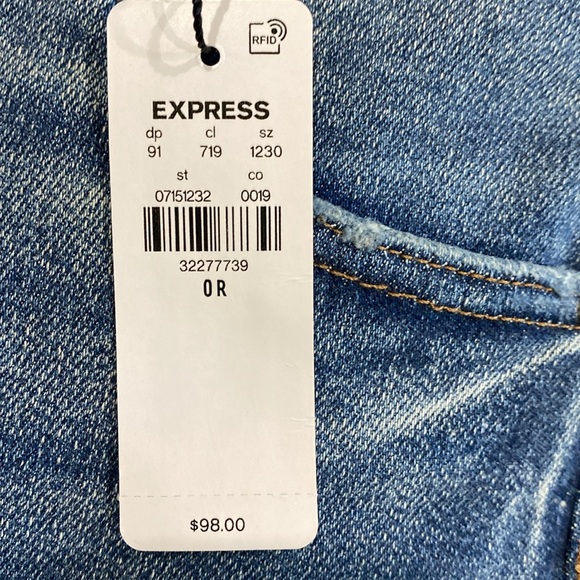 RFID
EXPRESS
dp cl sz
91 719 1230
st co
07151232 0019
32277739
0 R
$98.00